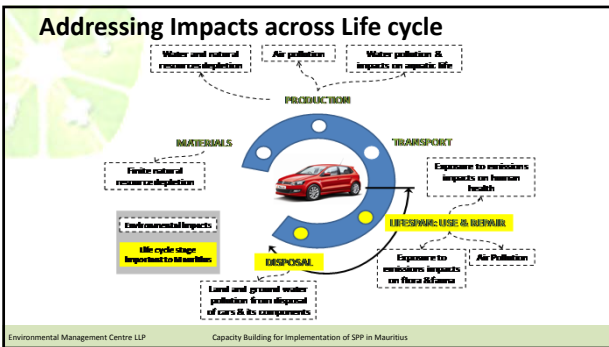 Addressing Impacts across Life cycle
Water and natural
resources depletion
Air pollution
Water pollution &
impacts on aquatic life
PRODUCTION
MATERIALS
TRANSPORT
Finite natural
resource depletion
Exposure to emissions
impacts on human
health
Environmental Impacts
Life cycle stage
important to Mauritius
LIFESPAN: USE & REPAIR
DISPOSAL
Exposure to
emissions impacts
on flora & fauna
Air Pollution
Land and ground water
pollution from disposal
of cars & its components
Environmental Management Centre LLP
Capacity Building for Implementation of SPP in Mauritius